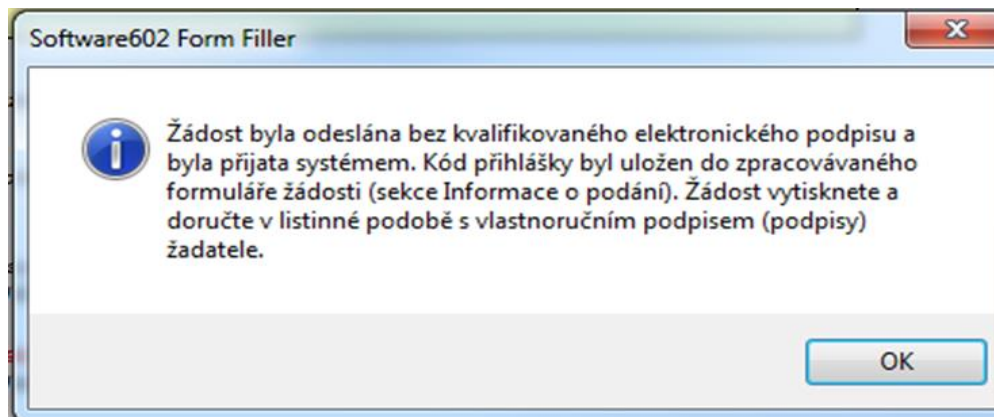 Software602 Form Filler
Žádost byla odeslána bez kvalifikovaného elektronického podpisu a
byla přijata systémem. Kód přihlášky byl uložen do zpracovávaného
formuláře žádosti (sekce Informace o podání). Žádost vytisknete a
doručte v listinné podobě s vlastnoručním podpisem (podpisy)
žadatele.
OK